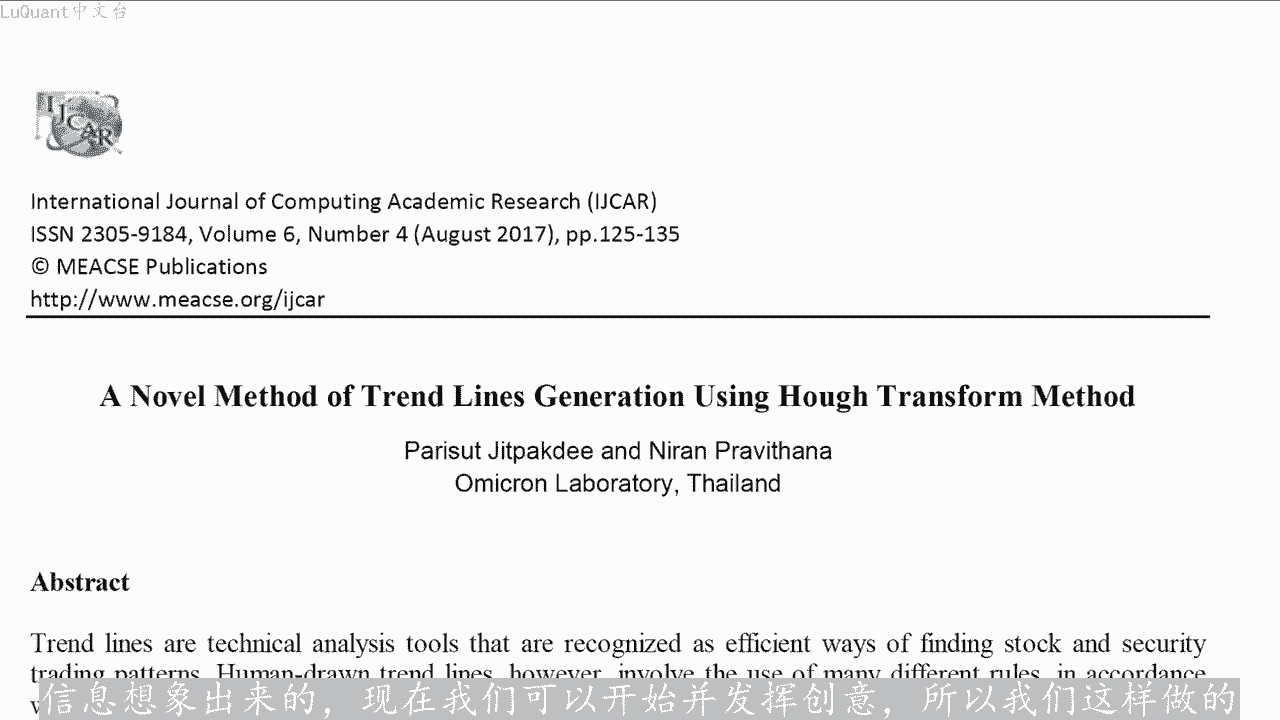 LuQuant中文台
IJCAR
International Journal of Computing Academic Research (IJCAR)
ISSN 2305-9184, Volume 6, Number 4 (August 2017), pp.125-135
© MEACSE Publications
http://www.meacse.org/ijcar
A Novel Method of Trend Lines Generation Using Hough Transform Method
Parisut Jitpakdee and Niran Pravithana
Omicron Laboratory, Thailand
Abstract
Trend lines are technical analysis tools that are recognized as efficient ways of finding stock and security
trading patterns. Human-drawn trend lines, however, involve the use of many different rules, in accordance
信息想象出来的，现在我们可以开始并发挥创意，所以我们这样做的